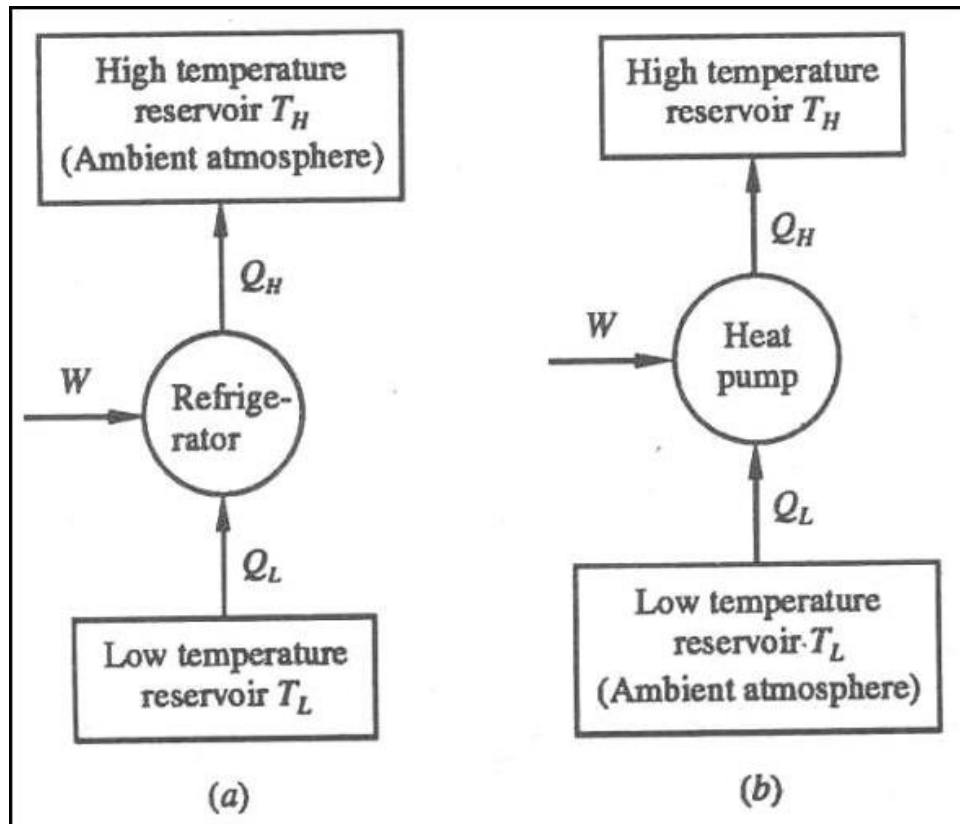 High temperature
reservoir T_H
(Ambient atmosphere)
Q_H
W
Refrige-
rator
Q_L
Low temperature
reservoir T_L
(a)
High temperature
reservoir T_H
Q_H
W
Heat
pump
Q_L
Low temperature
reservoir T_L
(Ambient atmosphere)
(b)